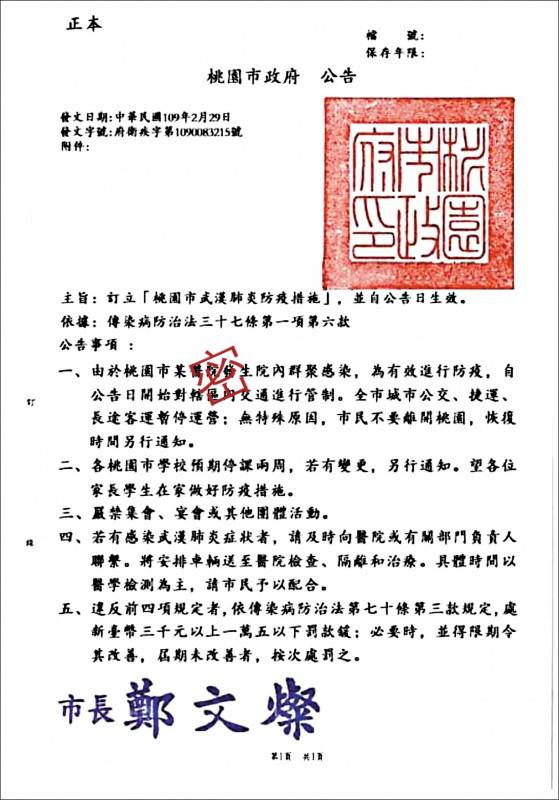 正本
檔 號:
保存年限:
桃園市政府 公告
發文日期:中華民國109年2月29日
發文字號:府衛疾字第1090083215號
附件:
桃園市政府印
主旨：訂立「桃園市武漢肺炎防疫措施」，並自公告日生效。
依據：傳染病防治法三十七條第一項第六款
公告事項：
一、由於桃園市某醫院發生院內群聚感染，為有效進行防疫，自
公告日開始對轄區內交通進行管制。全市城市公交、捷運、
長途客運暫停運營；無特殊原因，市民不要離開桃園，恢復
時間另行通知。
密
二、各桃園市學校預期停課兩周，若有變更，另行通知。望各位
家長學生在家做好防疫措施。
三、嚴禁集會、宴會或其他團體活動。
四、若有感染武漢肺炎症狀者，請及時向醫院或有關部門負責人
聯繫。將安排車輛送至醫院檢查、隔離和治療。具體時間以
醫學檢測為主，請市民予以配合。
五、違反前四項規定者，依傳染病防治法第七十條第三款規定，處
新臺幣三千元以上一萬五以下罰款鍰；必要時，並得限期令
其改善，屆期未改善者，按次處罰之。
訂
線
市長 鄭文燦
第1頁 共1頁